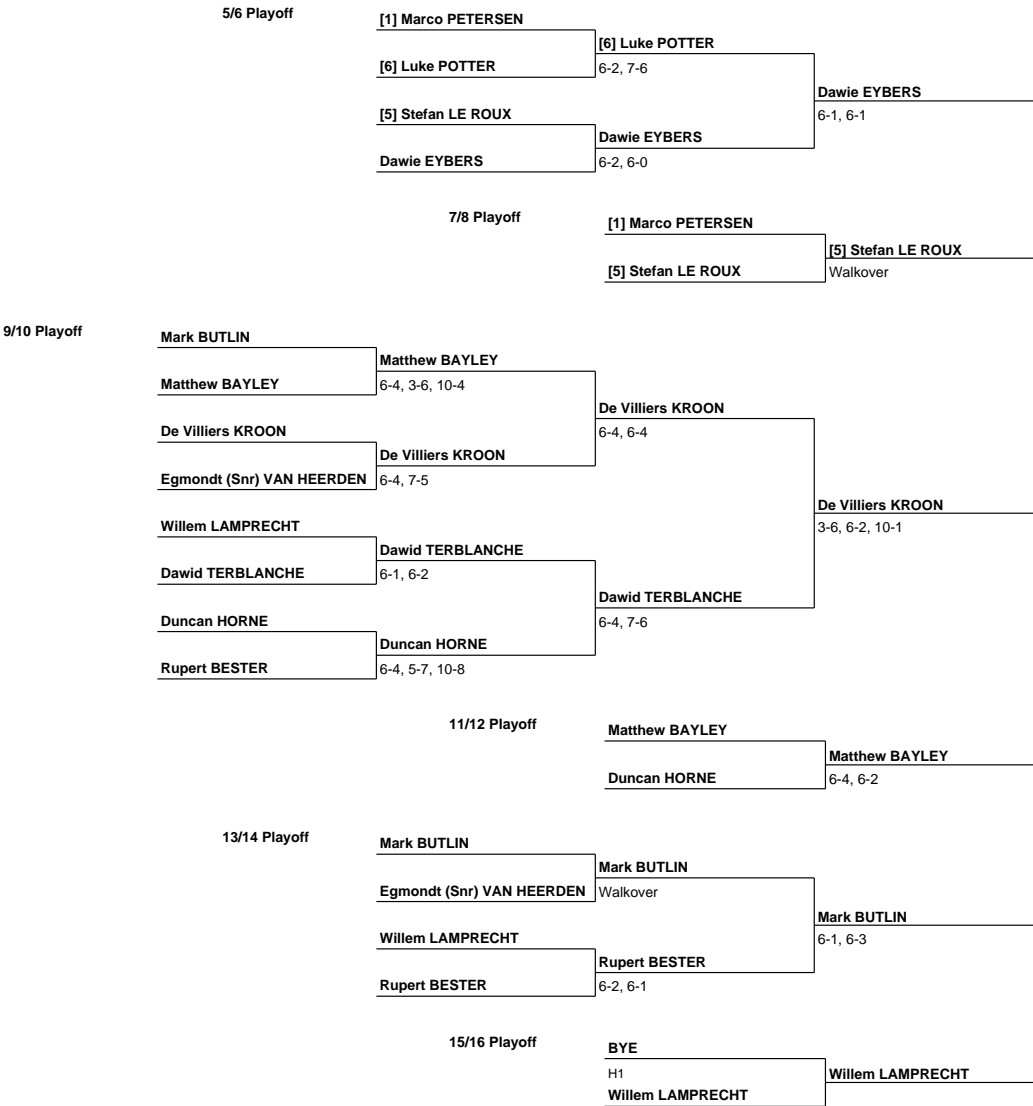 5/6 Playoff
[1] Marco PETERSEN
[6] Luke POTTER
[6] Luke POTTER
6-2, 7-6
Dawie EYBERS
[5] Stefan LE ROUX
6-1, 6-1
Dawie EYBERS
Dawie EYBERS
6-2, 6-0
7/8 Playoff
[1] Marco PETERSEN
[5] Stefan LE ROUX
[5] Stefan LE ROUX
Walkover
9/10 Playoff
Mark BUTLIN
Matthew BAYLEY
Matthew BAYLEY
6-4, 3-6, 10-4
De Villiers KROON
De Villiers KROON
6-4, 6-4
De Villiers KROON
Egmondt (Snr) VAN HEERDEN
6-4, 7-5
De Villiers KROON
Willem LAMPRECHT
3-6, 6-2, 10-1
Dawid TERBLANCHE
Dawid TERBLANCHE
6-1, 6-2
Dawid TERBLANCHE
Duncan HORNE
6-4, 7-6
Duncan HORNE
Rupert BESTER
6-4, 5-7, 10-8
11/12 Playoff
Matthew BAYLEY
Matthew BAYLEY
Duncan HORNE
6-4, 6-2
13/14 Playoff
Mark BUTLIN
Mark BUTLIN
Egmondt (Snr) VAN HEERDEN
Walkover
Mark BUTLIN
Willem LAMPRECHT
6-1, 6-3
Rupert BESTER
Rupert BESTER
6-2, 6-1
15/16 Playoff
BYE
H1
Willem LAMPRECHT
Willem LAMPRECHT